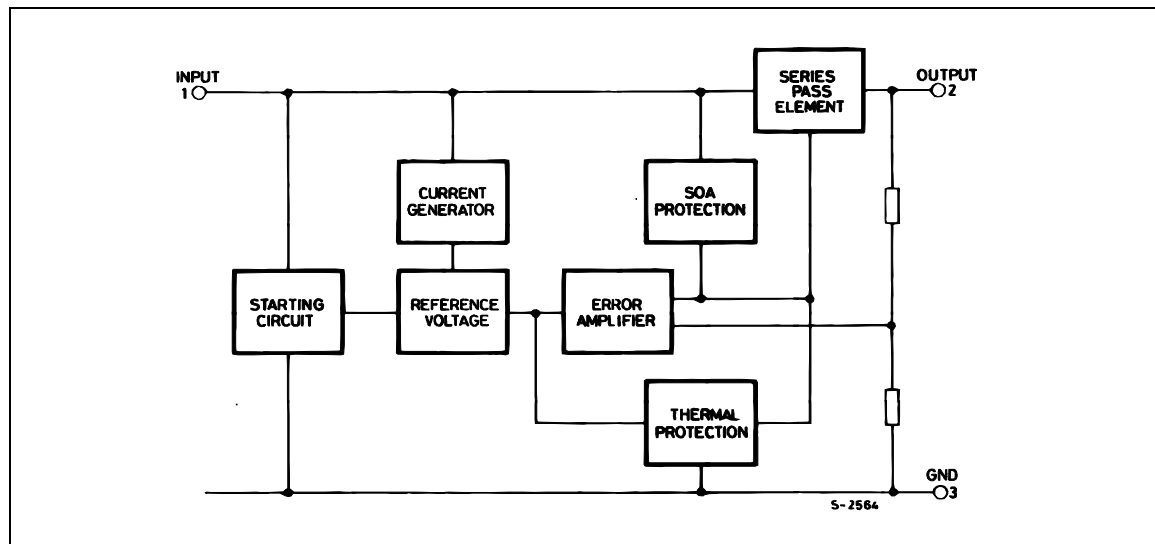 INPUT
1
SERIES
PASS
ELEMENT
OUTPUT
2
CURRENT
GENERATOR
SOA
PROTECTION
STARTING
CIRCUIT
REFERENCE
VOLTAGE
ERROR
AMPLIFIER
THERMAL
PROTECTION
GND
3
S-2564